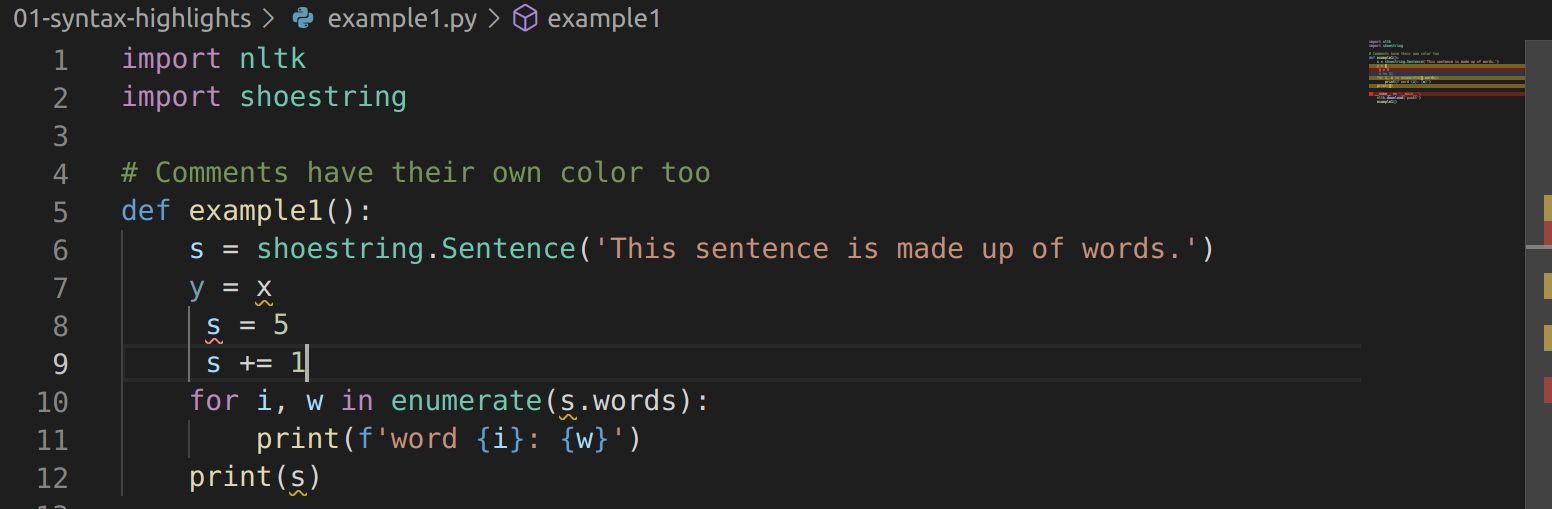 01-syntax-highlights > example1.py > example1
1 import nltk
2 import shoestring
3
4 # Comments have their own color too
5 def example1():
6     s = shoestring.Sentence('This sentence is made up of words.')
7     y = x
8      s = 5
9      s += 1
10     for i, w in enumerate(s.words):
11         print(f'word {i}: {w}')
12     print(s)